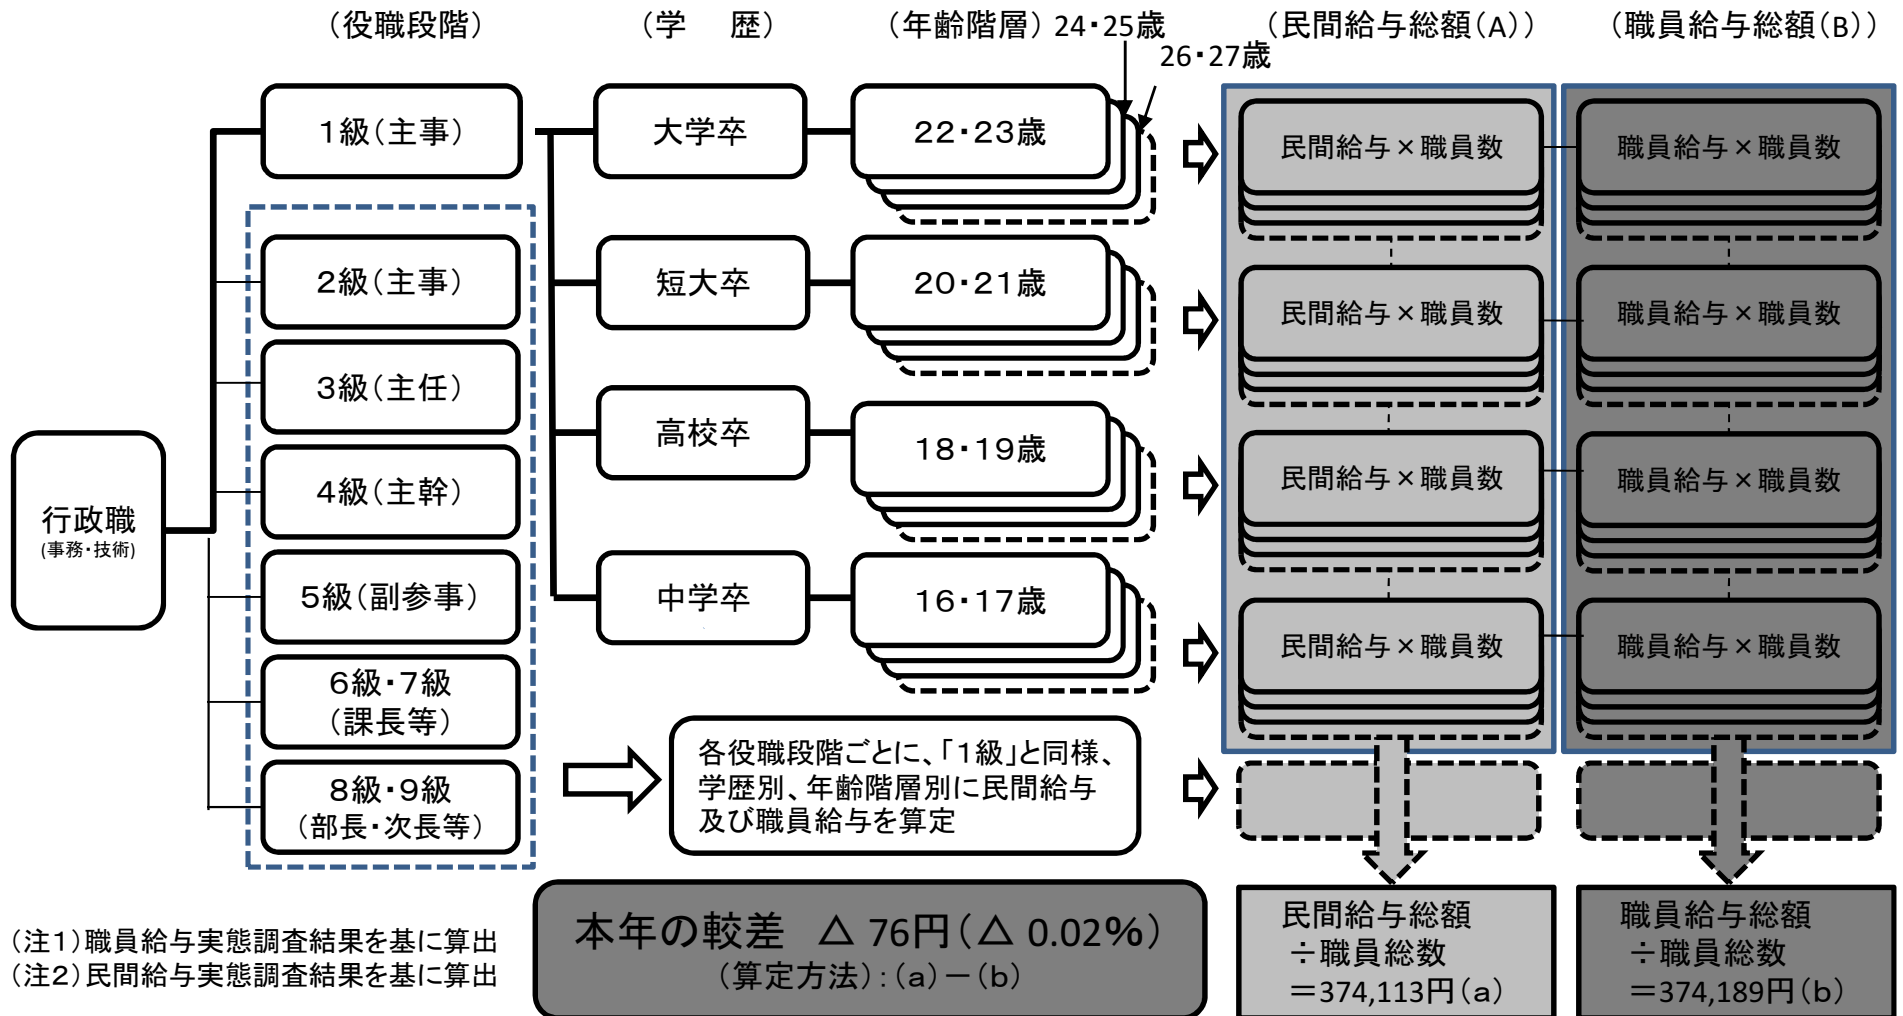 （役職段階）
（学　歴）
（年齢階層）
24・25歳
26・27歳
（民間給与総額（A））
（職員給与総額（B））
行政職
(事務・技術)
1級（主事）
2級（主事）
3級（主任）
4級（主幹）
5級（副参事）
6級・7級
（課長等）
8級・9級
（部長・次長等）
大学卒
短大卒
高校卒
中学卒
22・23歳
20・21歳
18・19歳
16・17歳
民間給与×職員数
職員給与×職員数
民間給与×職員数
職員給与×職員数
民間給与×職員数
職員給与×職員数
民間給与×職員数
職員給与×職員数
各役職段階ごとに、「1級」と同様、
学歴別、年齢階層別に民間給与
及び職員給与を算定
（注1）職員給与実態調査結果を基に算出
（注2）民間給与実態調査結果を基に算出
本年の較差　△ 76円（△ 0.02%）
（算定方法）：（a）－（b）
民間給与総額
÷職員総数
＝374,113円（a）
職員給与総額
÷職員総数
＝374,189円（b）